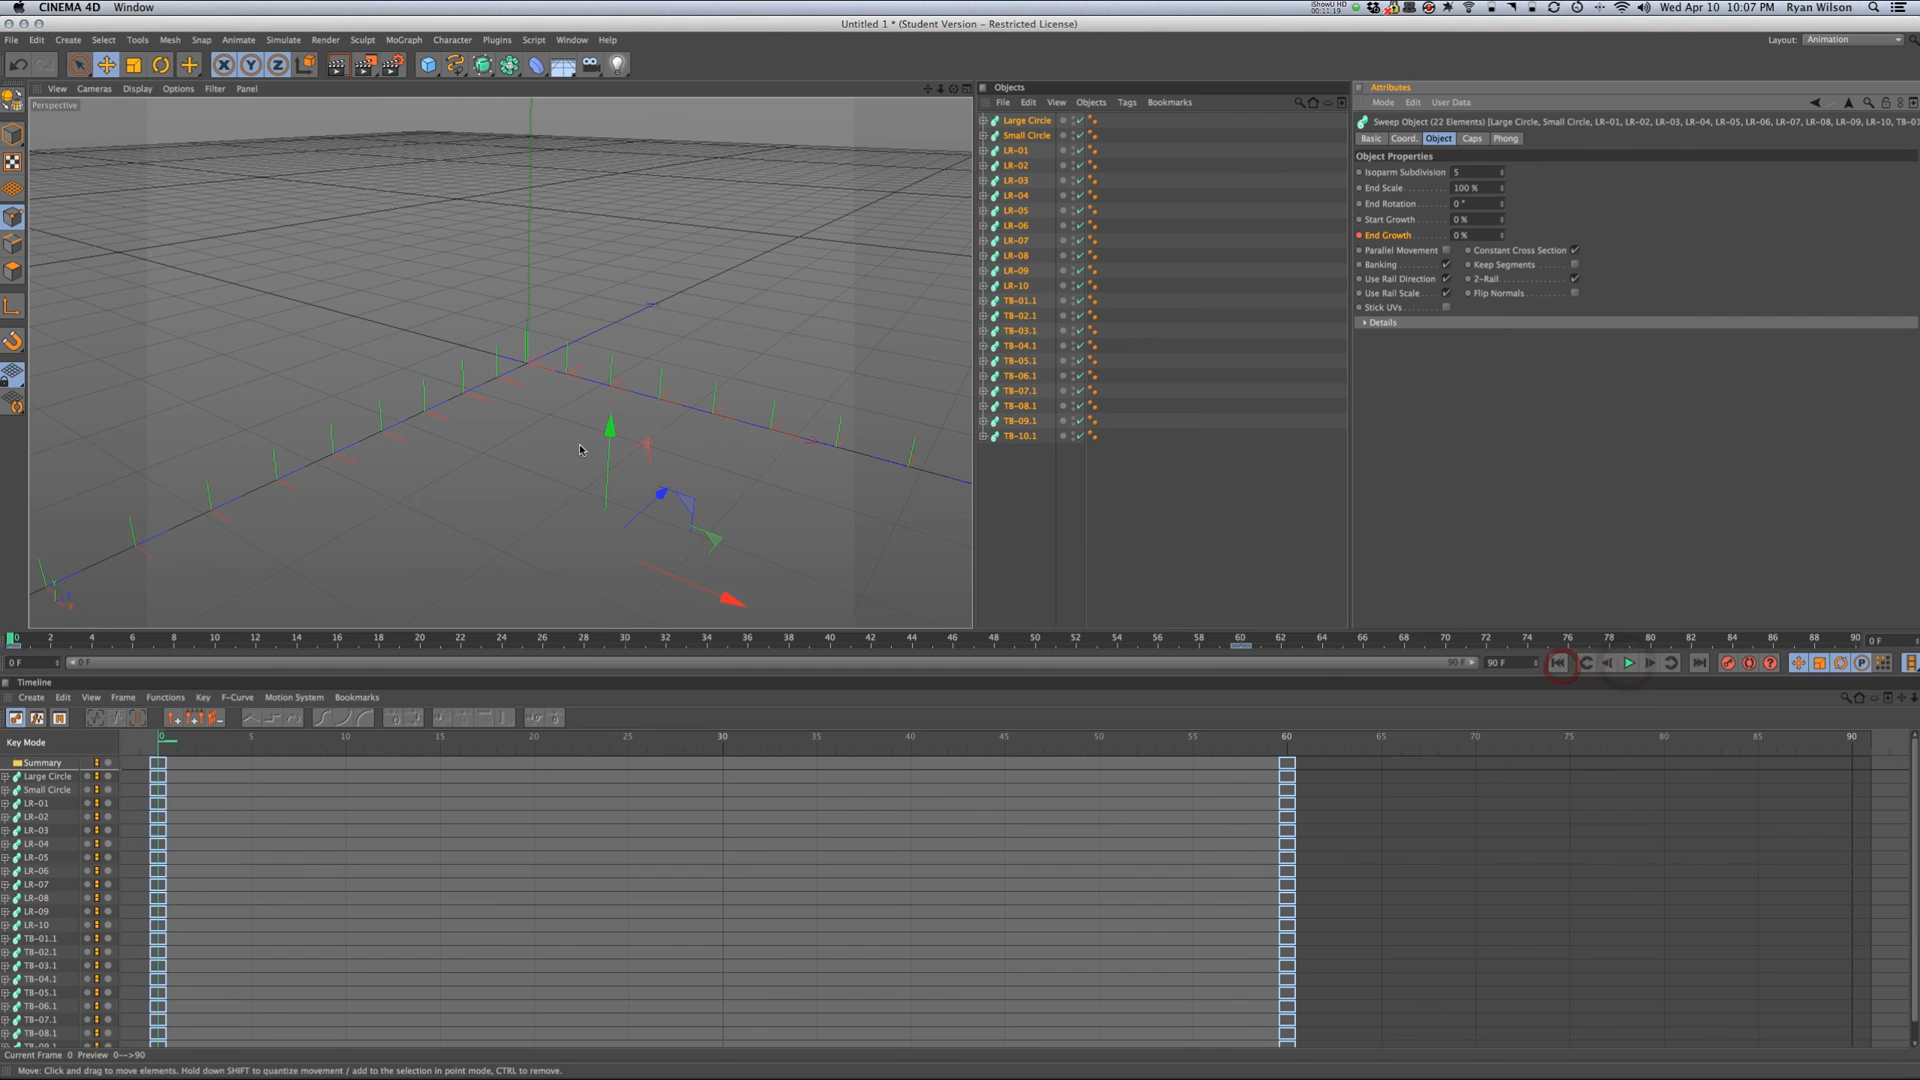 CINEMA 4D Window
iShowU HD
00:11:19
Wed Apr 10 10:07 PM Ryan Wilson
Untitled 1 * (Student Version - Restricted License)
File Edit Create Select Tools Mesh Snap Animate Simulate Render Sculpt MoGraph Character Plugins Script Window Help
Layout: Animation
View Cameras Display Options Filter Panel
Perspective
Objects
File Edit View Objects Tags Bookmarks
Large Circle
Small Circle
LR-01
LR-02
LR-03
LR-04
LR-05
LR-06
LR-07
LR-08
LR-09
LR-10
TB-01.1
TB-02.1
TB-03.1
TB-04.1
TB-05.1
TB-06.1
TB-07.1
TB-08.1
TB-09.1
TB-10.1
Attributes
Mode Edit User Data
Sweep Object (22 Elements) [Large Circle, Small Circle, LR-01, LR-02, LR-03, LR-04, LR-05, LR-06, LR-07, LR-08, LR-09, LR-10, TB-01
Basic Coord. Object Caps Phong
Object Properties
Isoparm Subdivision 5
End Scale 100 %
End Rotation 0 °
Start Growth 0 %
End Growth 0 %
Parallel Movement Constant Cross Section
Banking Keep Segments
Use Rail Direction 2-Rail
Use Rail Scale Flip Normals
Stick UVs
Details
0 2 4 6 8 10 12 14 16 18 20 22 24 26 28 30 32 34 36 38 40 42 44 46 48 50 52 54 56 58 60 62 64 66 68 70 72 74 76 78 80 82 84 86 88 90 0 F
0 F 0 F 90 F 90 F
Timeline
Create Edit View Frame Functions Key F-Curve Motion System Bookmarks
Key Mode
0 5 10 15 20 25 30 35 40 45 50 55 60 65 70 75 80 85 90
Summary
Large Circle
Small Circle
LR-01
LR-02
LR-03
LR-04
LR-05
LR-06
LR-07
LR-08
LR-09
LR-10
TB-01.1
TB-02.1
TB-03.1
TB-04.1
TB-05.1
TB-06.1
TB-07.1
TB-08.1
TB-09.1
Current Frame 0 Preview 0-->90
Move: Click and drag to move elements. Hold down SHIFT to quantize movement / add to the selection in point mode, CTRL to remove.